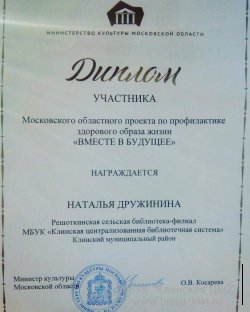 МИНИСТЕРСТВО КУЛЬТУРЫ МОСКОВСКОЙ ОБЛАСТИ
Диплом
УЧАСТНИКА
Московского областного проекта по профилактике
здорового образа жизни
«ВМЕСТЕ В БУДУЩЕЕ»
НАГРАЖДАЕТСЯ
НАТАЛЬЯ ДРУЖИНИНА
Решоткинская сельская библиотека-филиал
МБУК «Клинская централизованная библиотечная система»
Клинский муниципальный район
Министр культуры
Московской области
О.В. Косарева